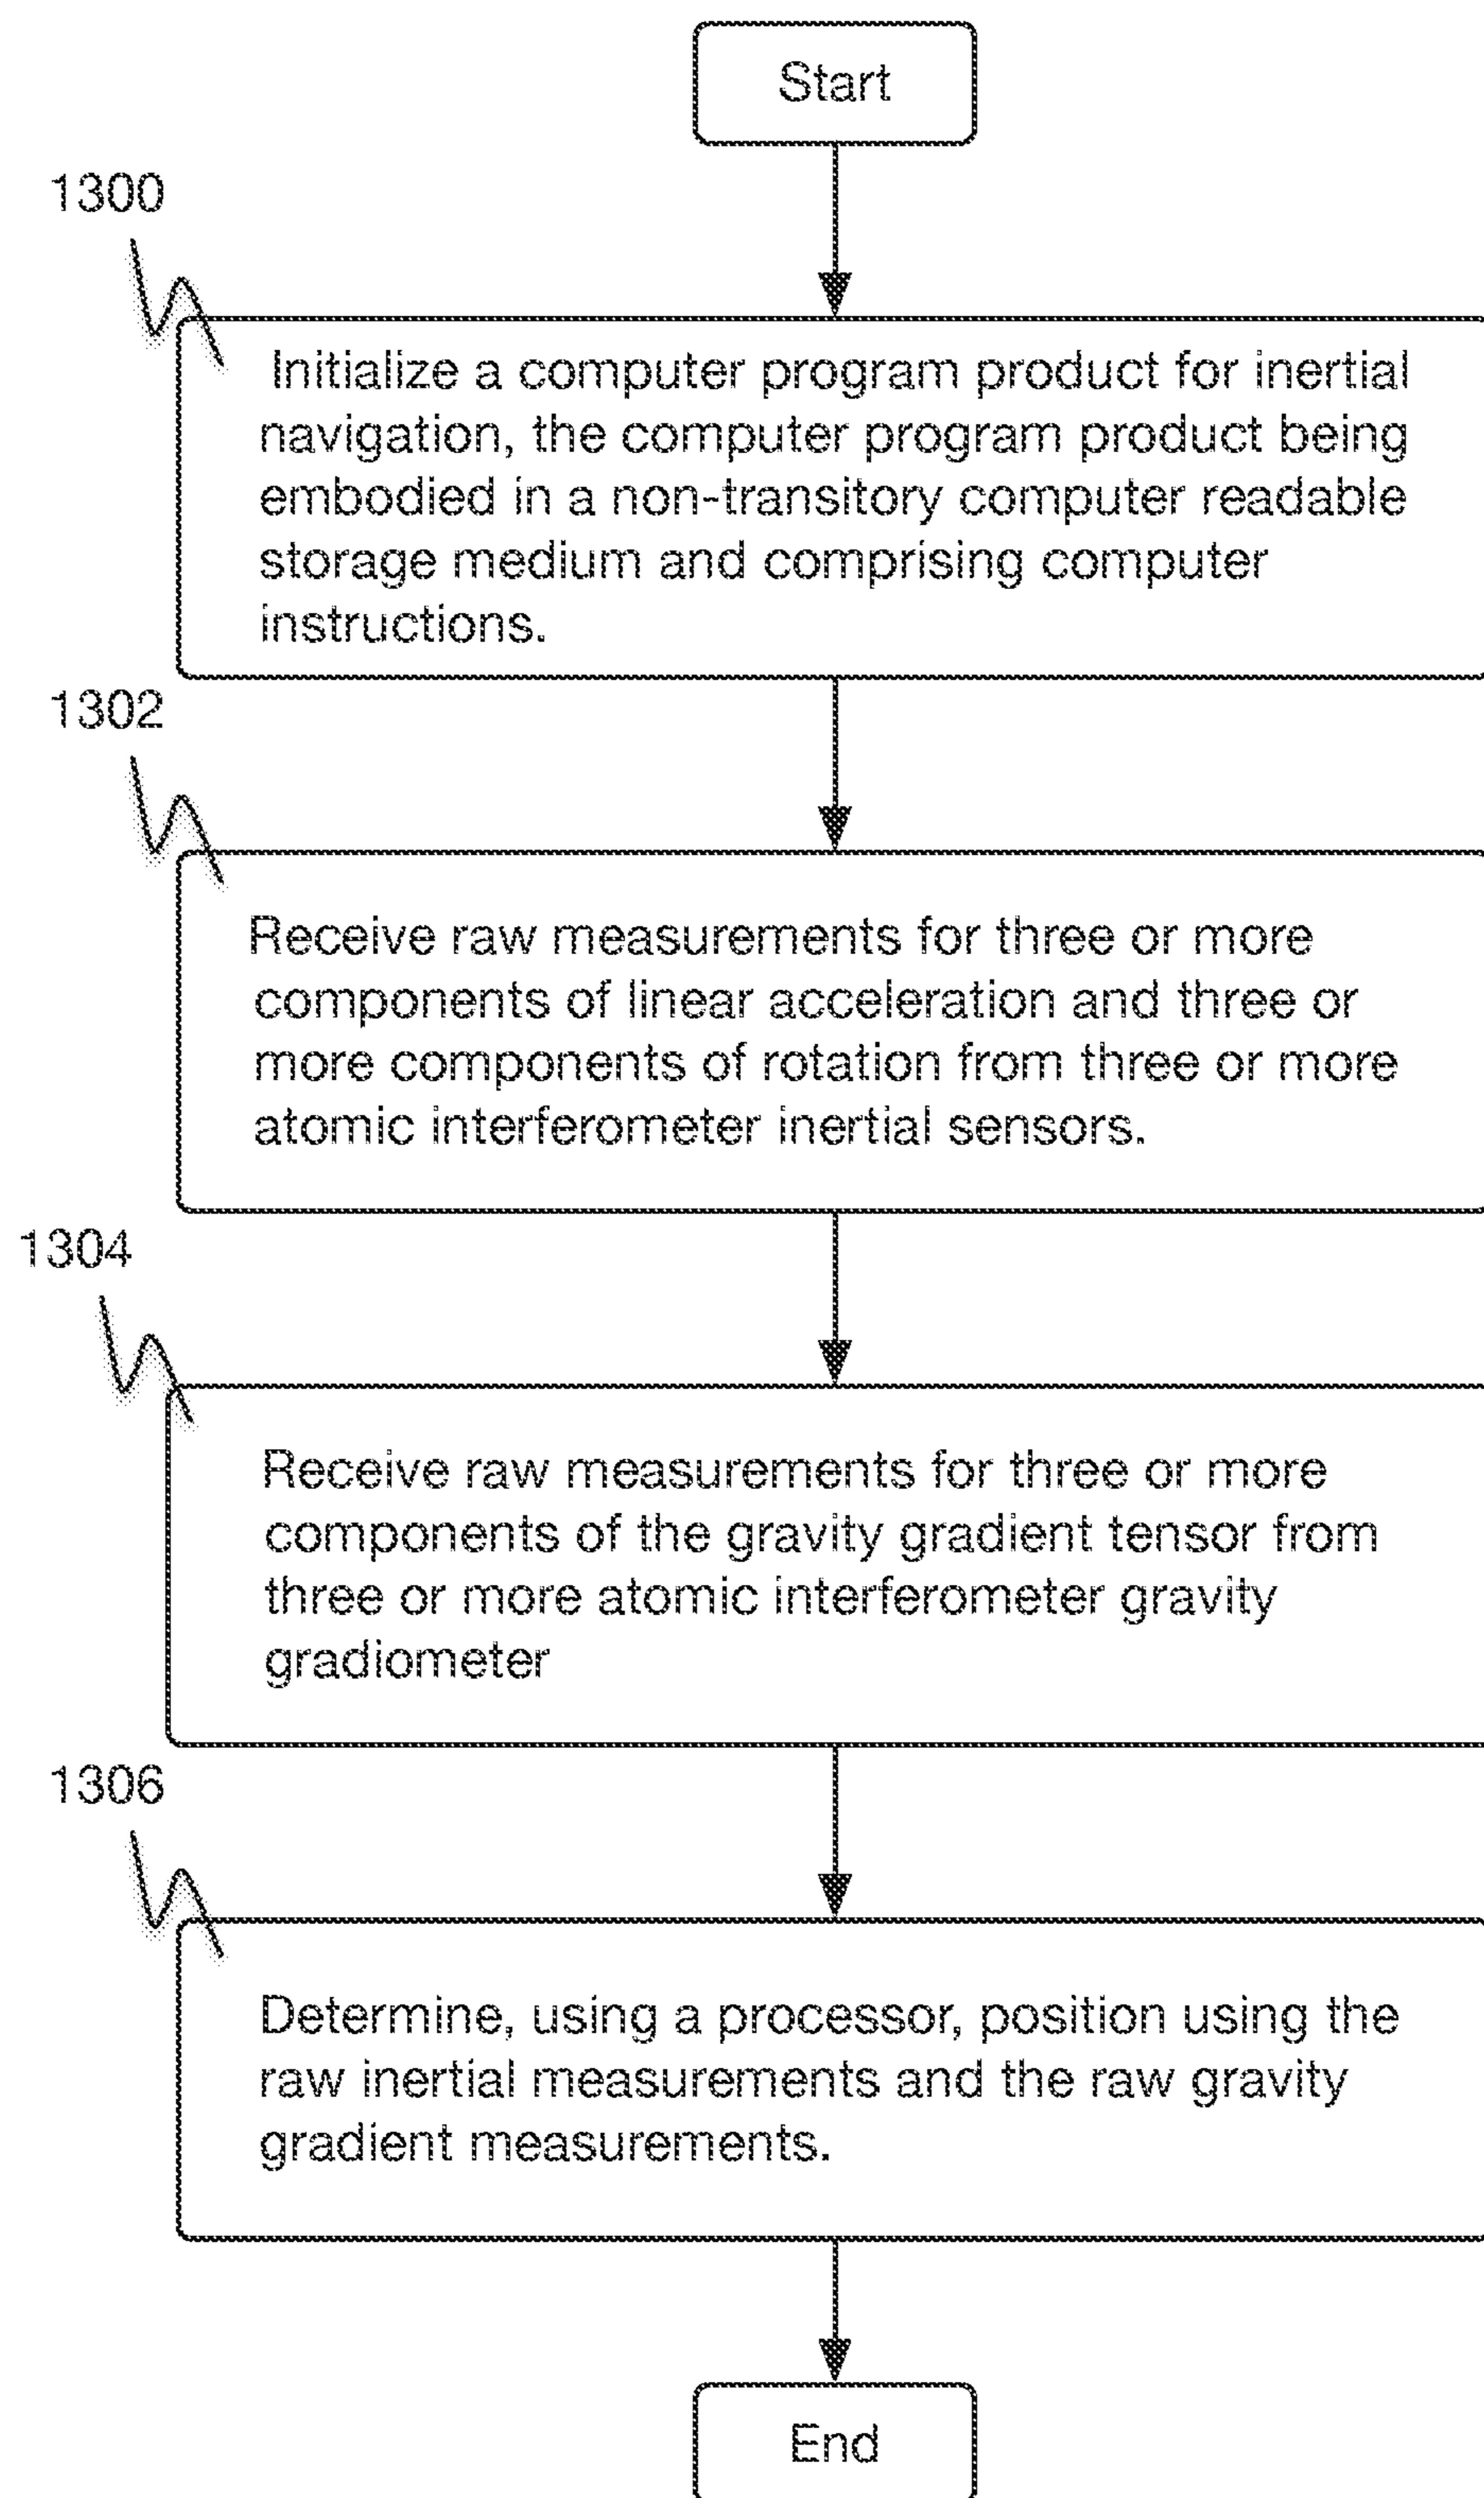 Start
1300
Initialize a computer program product for inertial
navigation, the computer program product being
embodied in a non-transitory computer readable
storage medium and comprising computer
instructions.
1302
Receive raw measurements for three or more
components of linear acceleration and three or
more components of rotation from three or more
atomic interferometer inertial sensors.
1304
Receive raw measurements for three or more
components of the gravity gradient tensor from
three or more atomic interferometer gravity
gradiometer
1306
Determine, using a processor, position using the
raw inertial measurements and the raw gravity
gradient measurements.
End